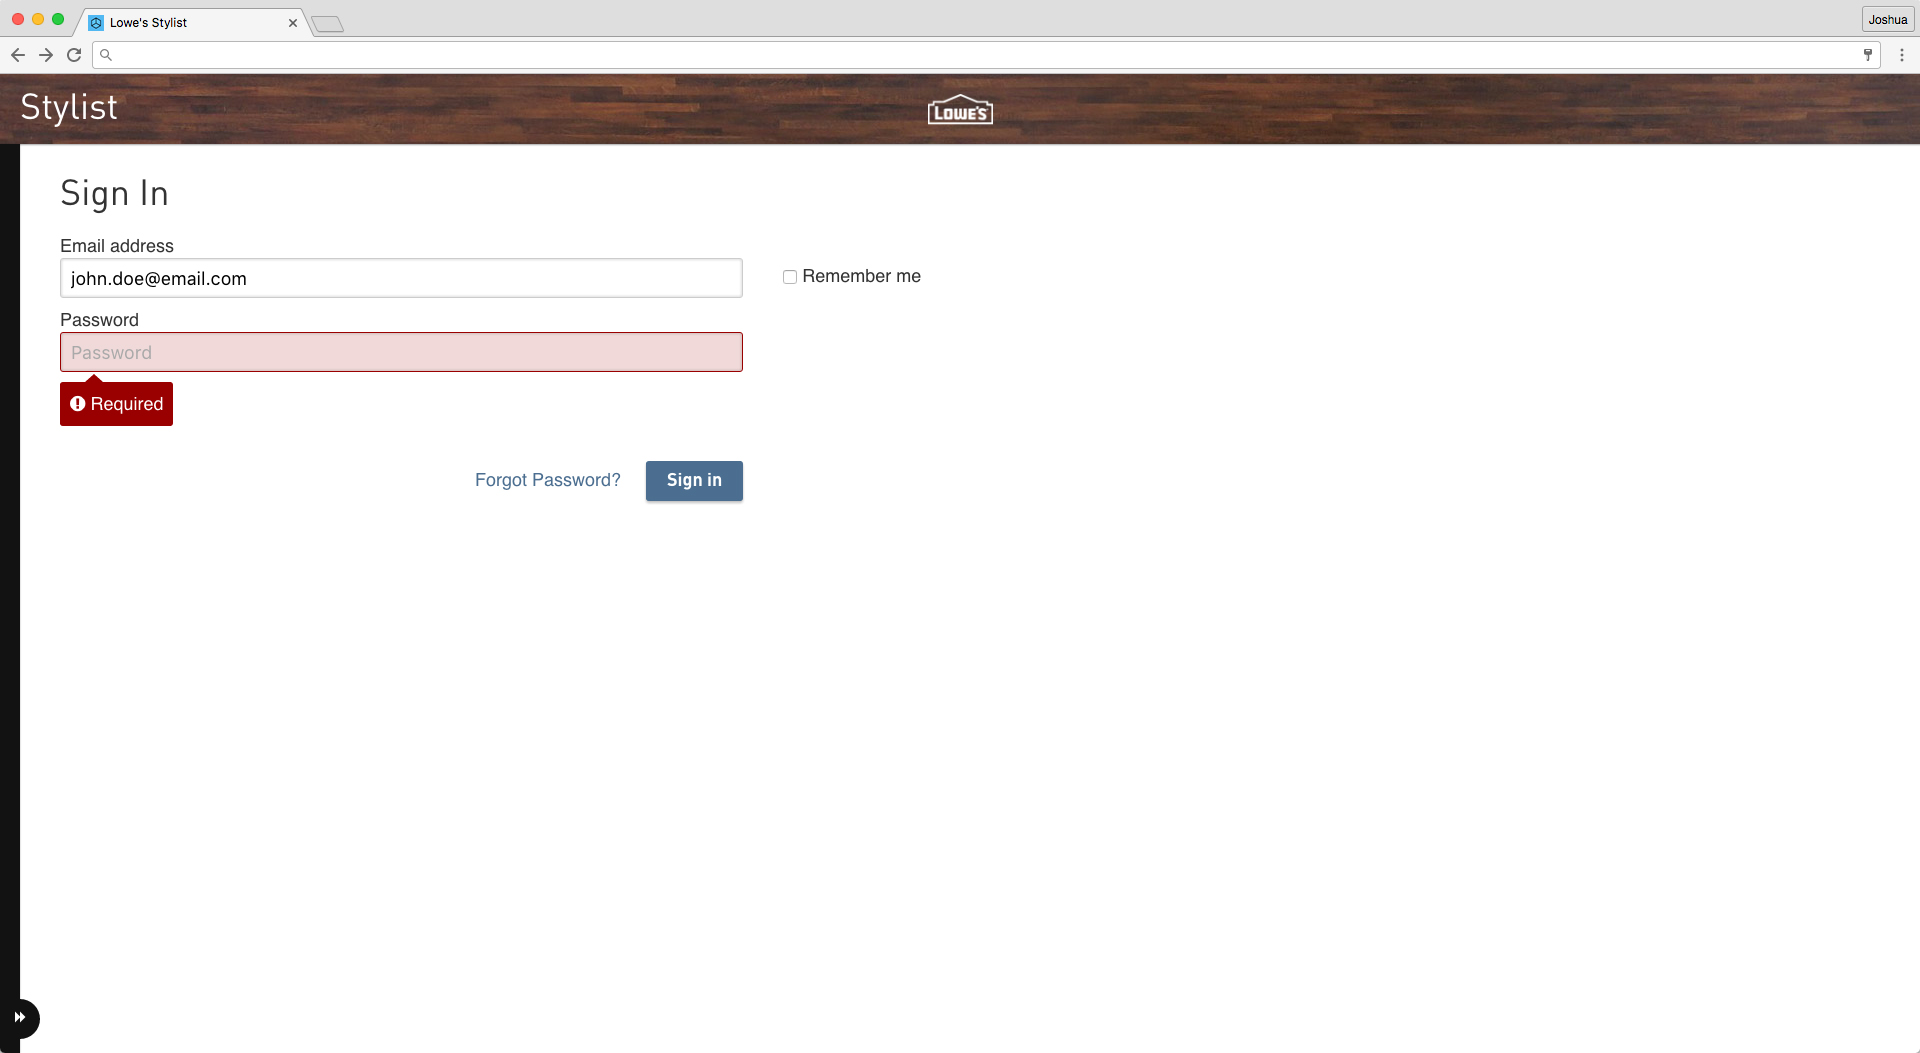 Lowe's Stylist
Joshua
Stylist
LOWE'S
Sign In
Email address
john.doe@email.com
Remember me
Password
Password
Required
Forgot Password?
Sign in